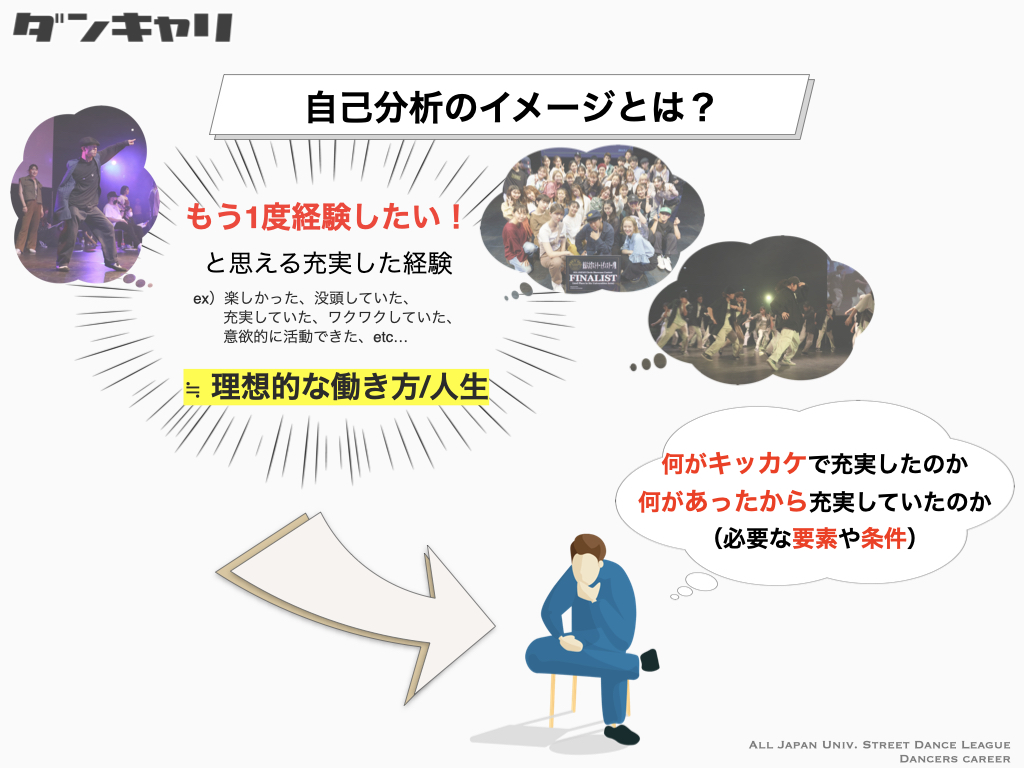 ダンキャリ
自己分析のイメージとは？
もう1度経験したい！
と思える充実した経験
ex）楽しかった、没頭していた、
充実していた、ワクワクしていた、
意欲的に活動できた、etc…
≒ 理想的な働き方/人生
FINALIST
何がキッカケで充実したのか
何があったから充実していたのか
（必要な要素や条件）
ALL JAPAN UNIV. STREET DANCE LEAGUE
DANCERS CAREER